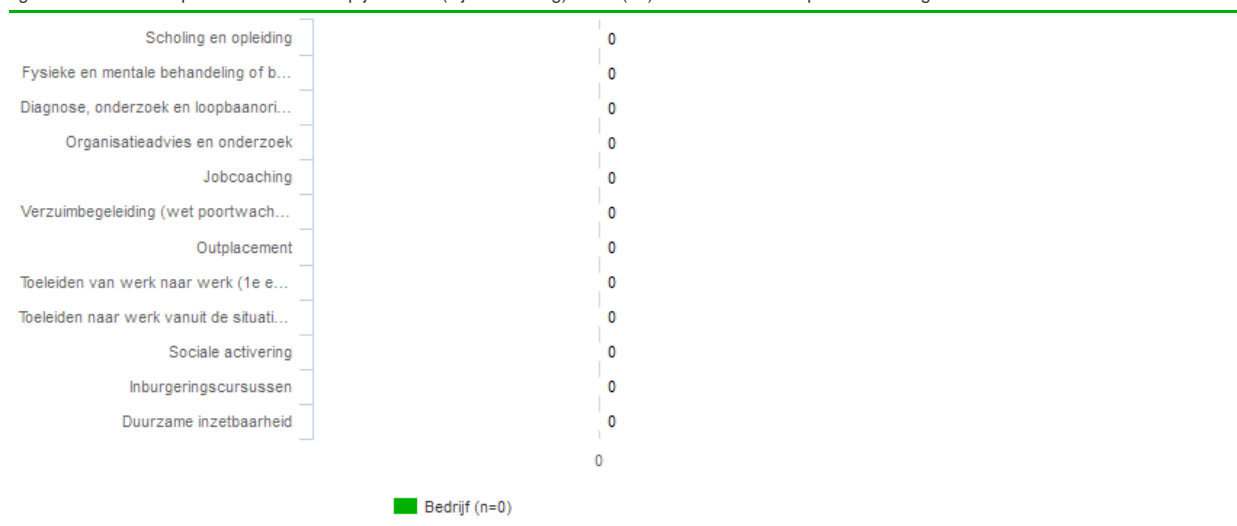 Scholing en opleiding 0
Fysieke en mentale behandeling of b... 0
Diagnose, onderzoek en loopbaanori... 0
Organisatieadvies en onderzoek 0
Jobcoaching 0
Verzuimbegeleiding (wet poortwach... 0
Outplacement 0
Toeleiden van werk naar werk (1e e... 0
Toeleiden naar werk vanuit de situati... 0
Sociale activering 0
Inburgeringscursussen 0
Duurzame inzetbaarheid 0
0
Bedrijf (n=0)